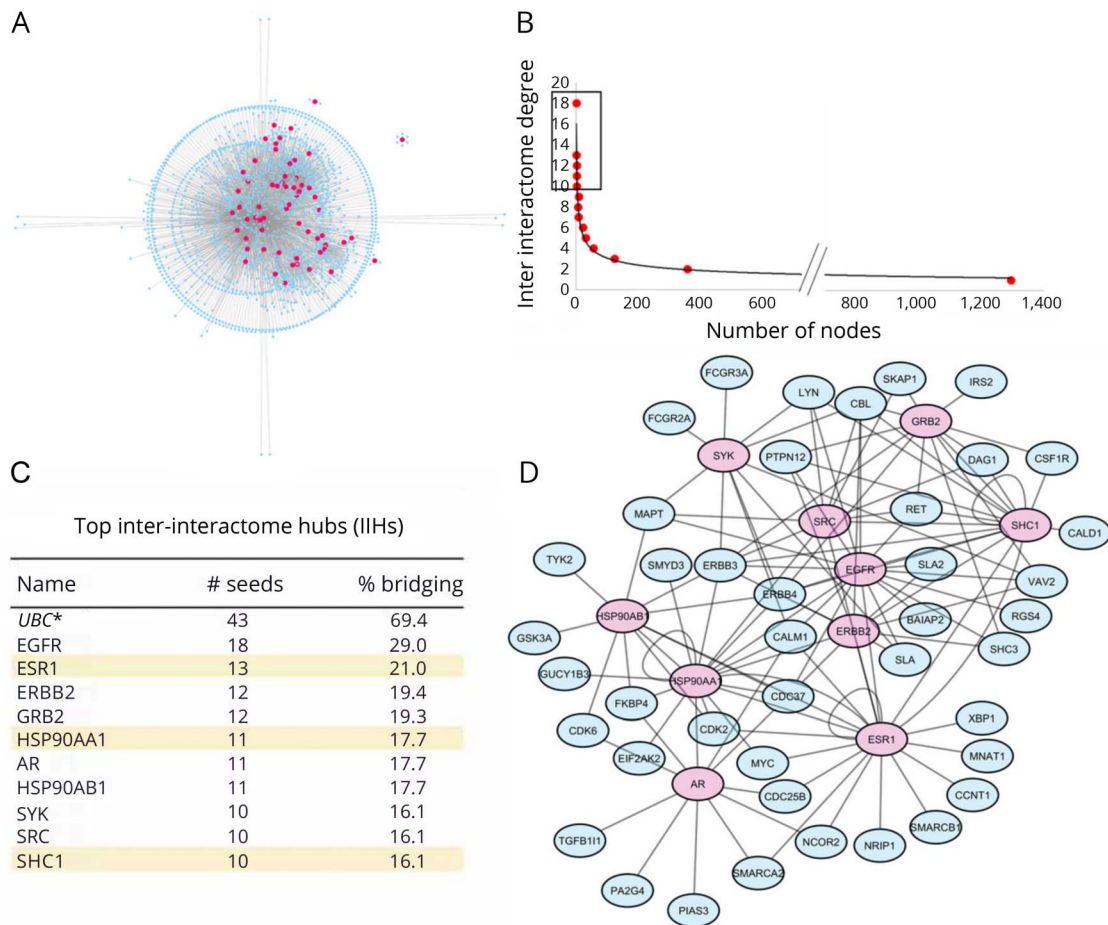 A
B
Inter interactome degree
20
18
16
14
12
10
8
6
4
2
0
0 200 400 600 800 1,000 1,200 1,400
Number of nodes
C
Top inter-interactome hubs (IIHs)
Name # seeds % bridging
UBC* 43 69.4
EGFR 18 29.0
ESR1 13 21.0
ERBB2 12 19.4
GRB2 12 19.3
HSP90AA1 11 17.7
AR 11 17.7
HSP90AB1 11 17.7
SYK 10 16.1
SRC 10 16.1
SHC1 10 16.1
D
FCGR3A
LYN
SKAP1
IRS2
CBL
FCGR2A
GRB2
SYK
PTPN12
DAG1
CSF1R
MAPT
SRC
RET
SHC1
CALD1
TYK2
SMYD3
ERBB3
EGFR
SLA2
VAV2
ERBB4
HSP90AB1
BAIAP2
RGS4
GSK3A
CALM1
ERBB2
SHC3
SLA
GUCY1B3
HSP90AA1
CDC37
FKBP4
XBP1
CDK6
CDK2
ESR1
EIF2AK2
MYC
MNAT1
AR
CDC25B
CCNT1
SMARCB1
TGFB1I1
NCOR2
NRIP1
SMARCA2
PA2G4
PIAS3